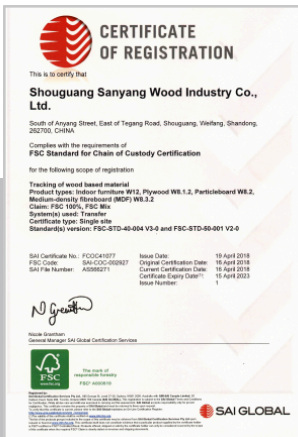 CERTIFICATE
OF REGISTRATION
This is to certify that
Shouguang Sanyang Wood Industry Co.,
Ltd.
South of Anyang Street, East of Tegang Road, Shouguang, Weifang, Shandong,
262700, CHINA
Complies with the requirements of
FSC Standard for Chain of Custody Certification
for the following scope of registration
Tracking of wood based material
Product types: Indoor furniture W12, Plywood W8.1.2, Particleboard W8.2,
Medium-density fibreboard (MDF) W8.3.2
Claim: FSC 100%, FSC Mix
System(s) used: Transfer
Certificate type: Single site
Standard(s) version: FSC-STD-40-004 V3-0 and FSC-STD-50-001 V2-0
SAI Certificate No.: FCOC41077 Issue Date: 19 April 2018
FSC Code: SAI-COC-002927 Original Certification Date: 16 April 2018
SAI File Number: Current Certification Date: 16 April 2018
Certificate Expiry Date 15 April 2023
Issue Number: 1
Nicole Grantham
General Manager SAI Global Certification Services
FSC
The mark of
responsible forestry
SAI GLOBAL